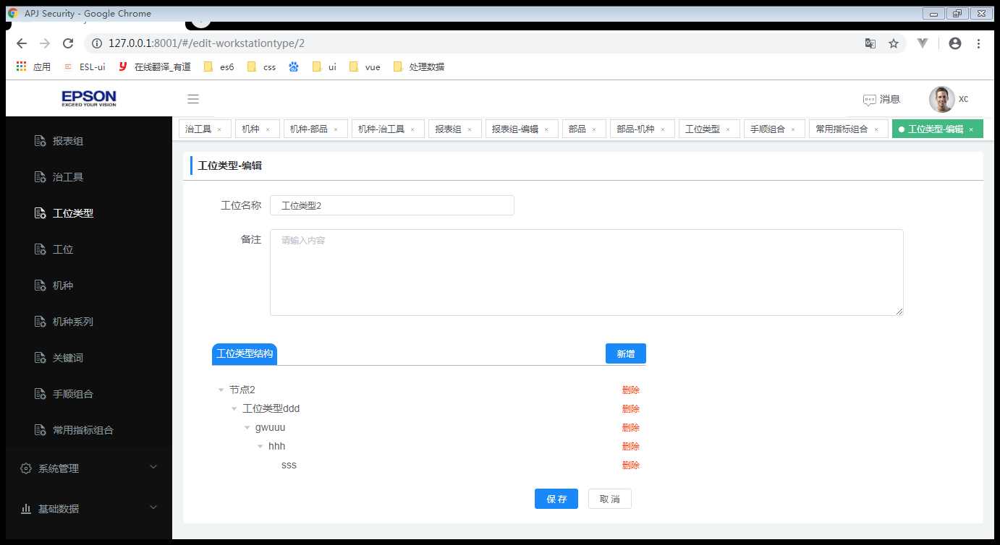 APJ Security - Google Chrome
127.0.0.1:8001/#/edit-workstationtype/2
应用 ESL-ui 在线翻译_有道 es6 css ui vue 处理数据
EPSON
EXCEED YOUR VISION
消息 xc
治工具 × 机种 × 机种-部品 × 机种-治工具 × 报表组 × 报表组-编辑 × 部品 × 部品-机种 × 工位类型 × 手顺组合 × 常用指标组合 × 工位类型-编辑 ×
报表组
治工具
工位类型
工位
机种
机种系列
关键词
手顺组合
常用指标组合
系统管理
基础数据
工位类型-编辑
工位名称 工位类型2
备注 请输入内容
工位类型结构 新增
节点2 删除
工位类型ddd 删除
gwuuu 删除
hhh 删除
sss 删除
保存 取消